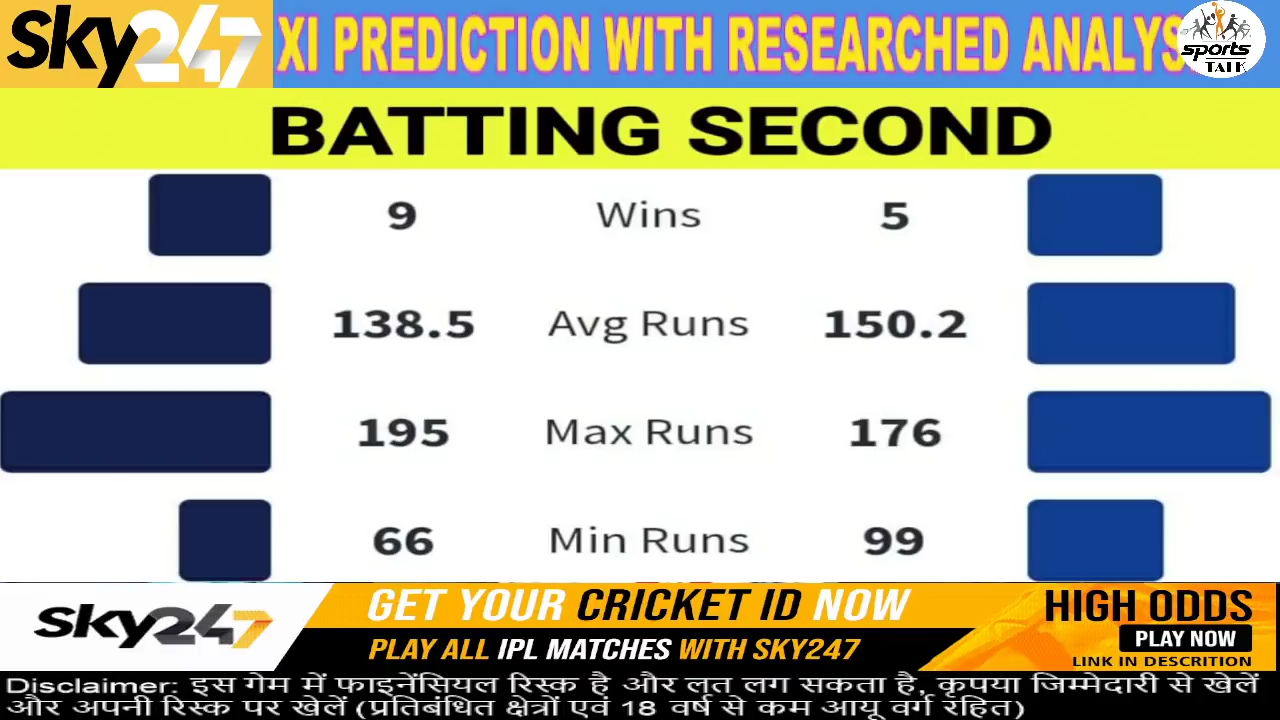 sky247
XI PREDICTION WITH RESEARCHED ANALYS
sports
TALK
BATTING SECOND
9 Wins 5
138.5 Avg Runs 150.2
195 Max Runs 176
66 Min Runs 99
sky247
GET YOUR CRICKET ID NOW
PLAY ALL IPL MATCHES WITH SKY247
HIGH ODDS
PLAY NOW
LINK IN DESCRITION
Disclaimer: इस गेम में फाइनेंसियल रिस्क है और लत लग सकता है, कृपया जिम्मेदारी से खेलें
और अपनी रिस्क पर खेलें (प्रतिबंधित क्षेत्रों एवं 18 वर्ष से कम आयू वर्ग रहित)